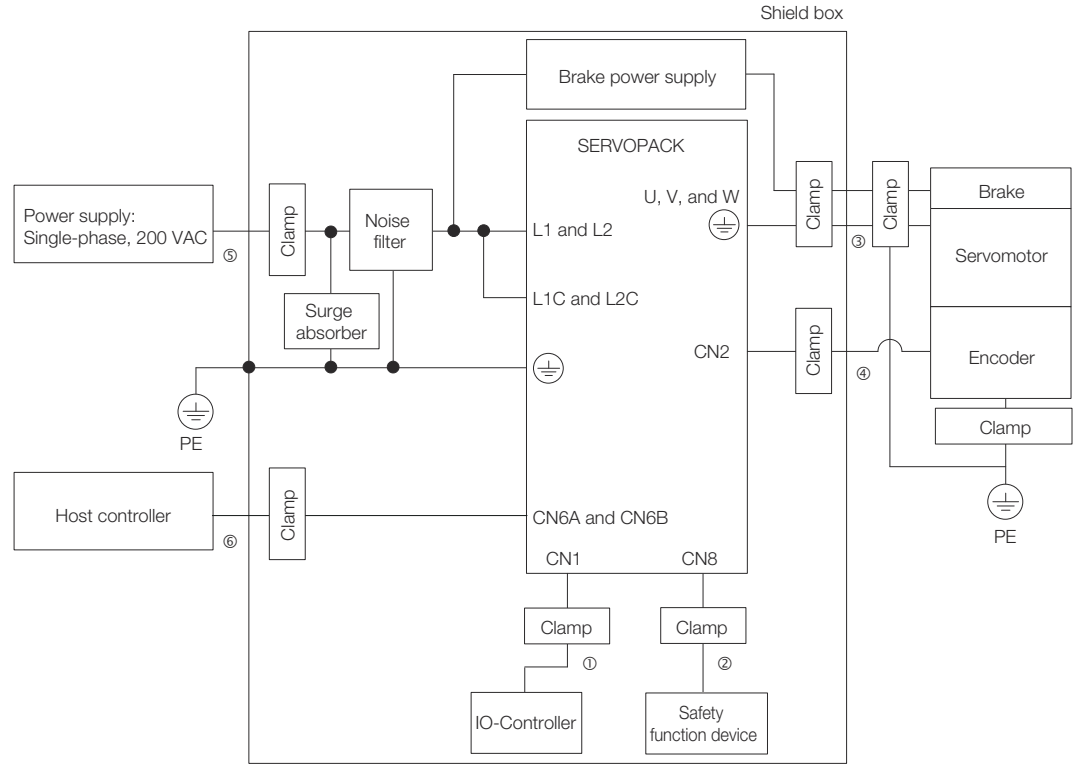 Shield box
Brake power supply
SERVOPACK
U, V, and W
Clamp
Clamp
Brake
Power supply:
Single-phase, 200 VAC
⑤
Clamp
Noise
filter
L1 and L2
③
Servomotor
L1C and L2C
Surge
absorber
CN2
Clamp
④
Encoder
PE
Clamp
Host controller
⑥
Clamp
CN6A and CN6B
PE
CN1
CN8
Clamp
①
Clamp
②
IO-Controller
Safety
function device